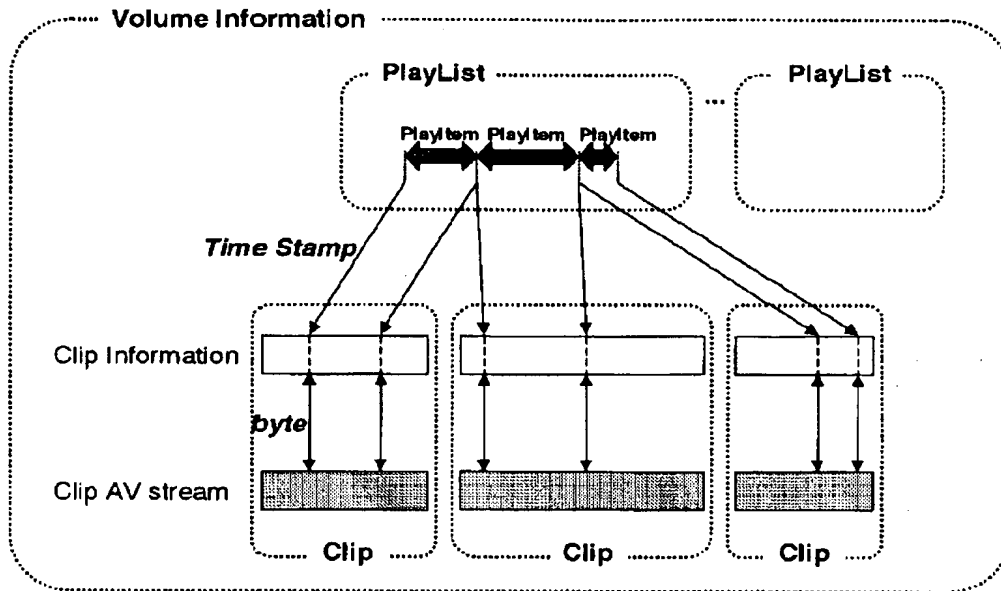 Volume Information
PlayList
PlayList
...
PlayItem PlayItem PlayItem
Time Stamp
Clip Information
byte
Clip AV stream
Clip
Clip
Clip